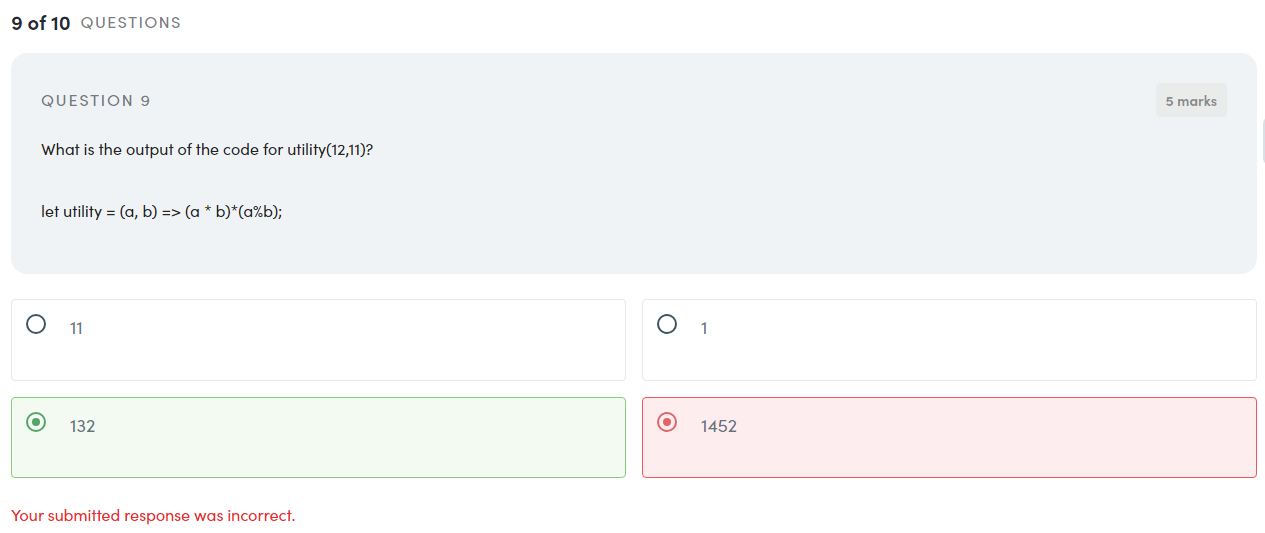 9 of 10 QUESTIONS
QUESTION 9
5 marks
What is the output of the code for utility(12,11)?
let utility = (a, b) => (a * b)*(a%b);
11
1
132
1452
Your submitted response was incorrect.